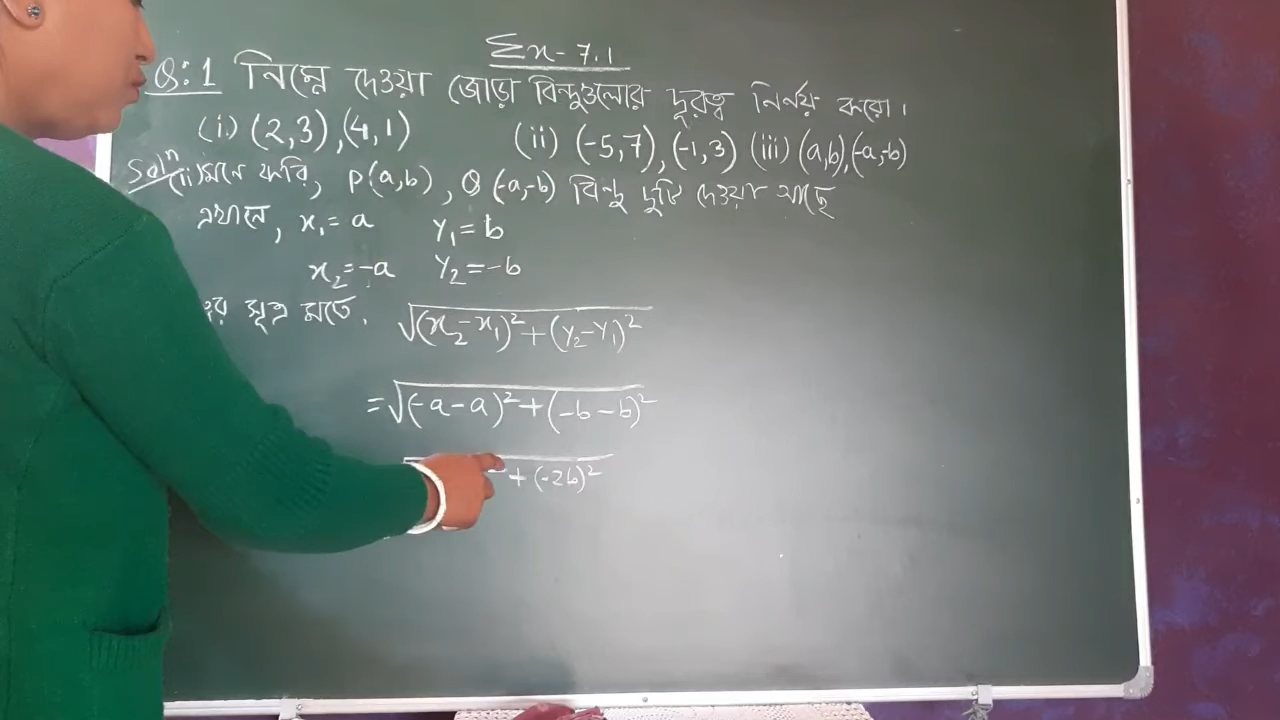 Ex-7.1
Q:1 নিম্নে দেওয়া জোড়া বিন্দুগুলোর দূরত্ব নির্নয় করো।
(i.) (2,3),(4,1) (ii) (-5,7),(-1,3) (iii) (a,b),(-a,-b)
Solⁿ (ii) মনে করি, P(a,b), Q(-a,-b) বিন্দু দুটি দেওয়া আছে
এখানে, x₁=a y₁=b
x₂=-a y₂=-b
সূত্র মতে, √(x₂-x₁)²+(y₂-y₁)²
=√(-a-a)²+(-b-b)²
+(-2b)²